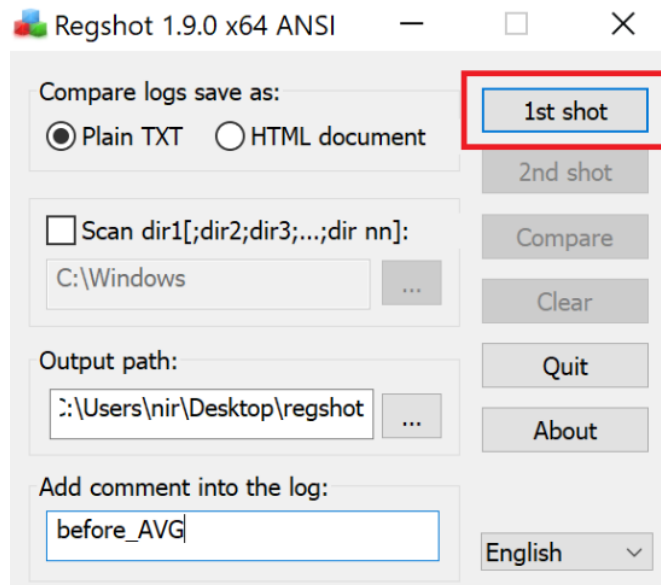 Regshot 1.9.0 x64 ANSI
Compare logs save as:
Plain TXT HTML document
1st shot
2nd shot
Scan dir1[;dir2;dir3;...;dir nn]:
C:\Windows
...
Compare
Clear
Output path:
:\Users\nir\Desktop\regshot
...
Quit
About
Add comment into the log:
before_AVG
English